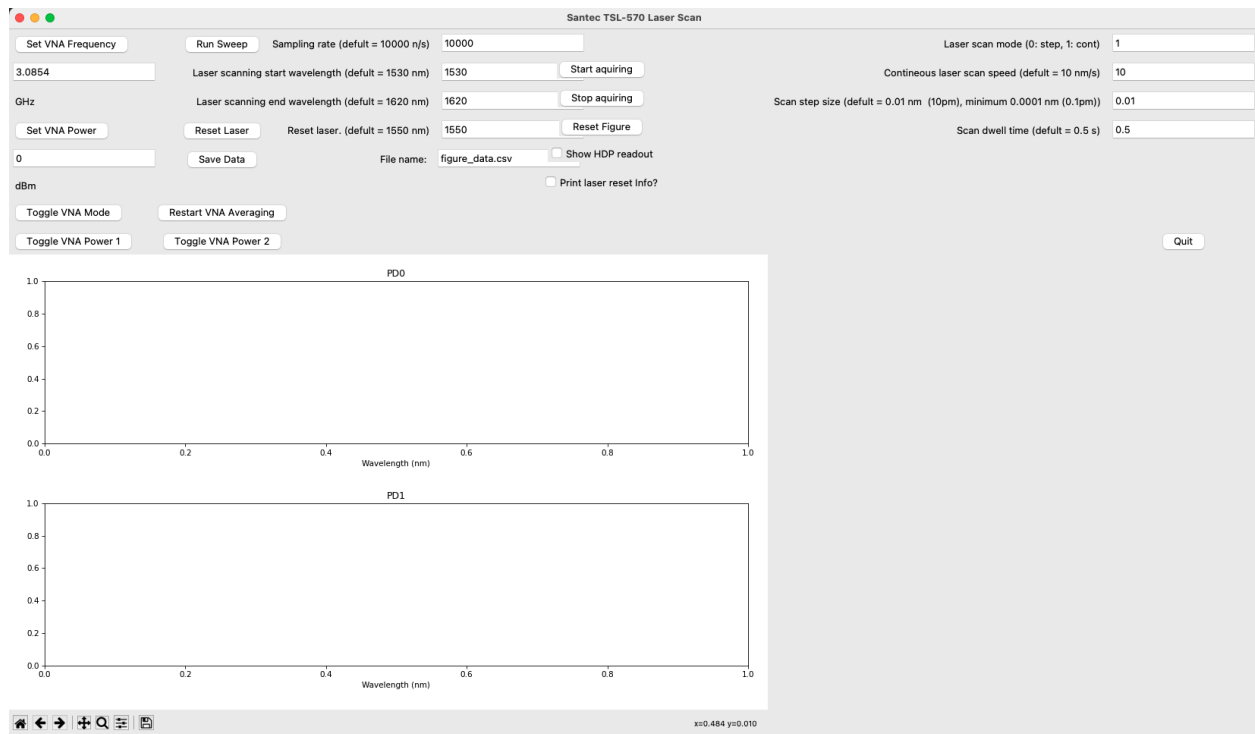 Santec TSL-570 Laser Scan
Set VNA Frequency Run Sweep Sampling rate (defult = 10000 n/s) 10000 Laser scan mode (0: step, 1: cont) 1
3.0854 Laser scanning start wavelength (defult = 1530 nm) 1530 Start aquiring Contineous laser scan speed (defult = 10 nm/s) 10
GHz Laser scanning end wavelength (defult = 1620 nm) 1620 Stop aquiring Scan step size (defult = 0.01 nm (10pm), minimum 0.0001 nm (0.1pm)) 0.01
Set VNA Power Reset Laser Reset laser. (defult = 1550 nm) 1550 Reset Figure Scan dwell time (defult = 0.5 s) 0.5
0 Save Data File name: figure_data.csv Show HDP readout
dBm Print laser reset Info?
Toggle VNA Mode Restart VNA Averaging
Toggle VNA Power 1 Toggle VNA Power 2 Quit
PD0
1.0
0.8
0.6
0.4
0.2
0.0
0.0 0.2 0.4 0.6 0.8 1.0
Wavelength (nm)
PD1
1.0
0.8
0.6
0.4
0.2
0.0
0.0 0.2 0.4 0.6 0.8 1.0
Wavelength (nm)
x=0.484 y=0.010